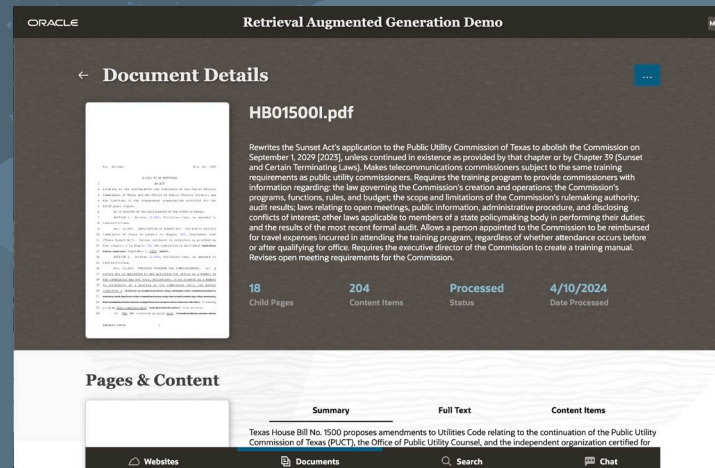 ORACLE
Retrieval Augmented Generation Demo
M
← Document Details
...
HB01500I.pdf
Rewrites the Sunset Act's application to the Public Utility Commission of Texas to abolish the Commission on
September 1, 2029 [2023], unless continued in existence as provided by that chapter or by Chapter 39 (Sunset
and Certain Terminating Laws). Makes telecommunications commissioners subject to the same training
requirements as public utility commissioners. Requires the training program to provide commissioners with
information regarding: the law governing the Commission's creation and operations; the Commission's
programs, functions, rules, and budget; the scope and limitations of the Commission's rulemaking authority;
audit results; laws relating to open meetings, public information, administrative procedure, and disclosing
conflicts of interest; other laws applicable to members of a state policymaking body in performing their duties;
and the results of the most recent formal audit. Allows a person appointed to the Commission to be reimbursed
for travel expenses incurred in attending the training program, regardless of whether attendance occurs before
or after qualifying for office. Requires the executive director of the Commission to create a training manual.
Revises open meeting requirements for the Commission.
18 204 Processed 4/10/2024
Child Pages Content Items Status Date Processed
Pages & Content
Summary Full Text Content Items
Texas House Bill No. 1500 proposes amendments to Utilities Code relating to the continuation of the Public Utility
Commission of Texas (PUCT), the Office of Public Utility Counsel, and the independent organization certified for
Websites Documents Search Chat